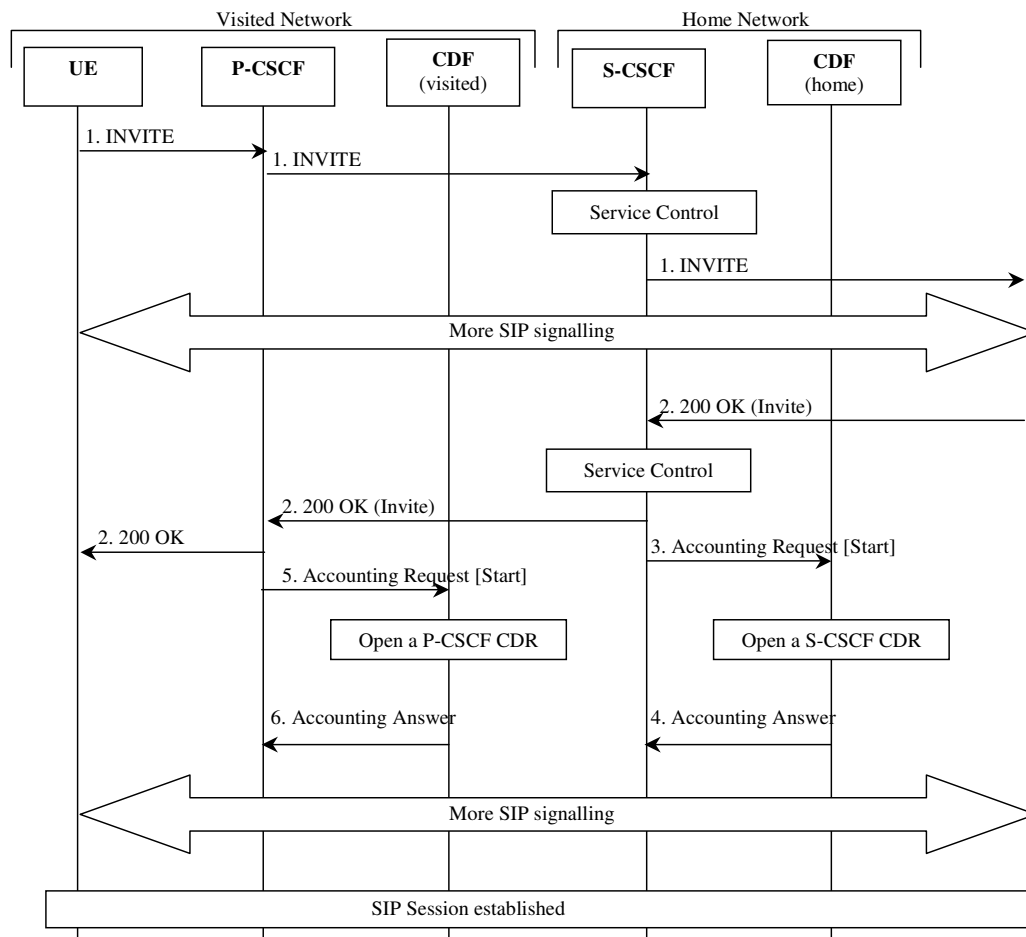 Visited Network
Home Network
UE
P-CSCF
CDF
(visited)
S-CSCF
CDF
(home)
1. INVITE
1. INVITE
Service Control
1. INVITE
More SIP signalling
2. 200 OK (Invite)
Service Control
2. 200 OK (Invite)
2. 200 OK
3. Accounting Request [Start]
5. Accounting Request [Start]
Open a P-CSCF CDR
Open a S-CSCF CDR
6. Accounting Answer
4. Accounting Answer
More SIP signalling
SIP Session established